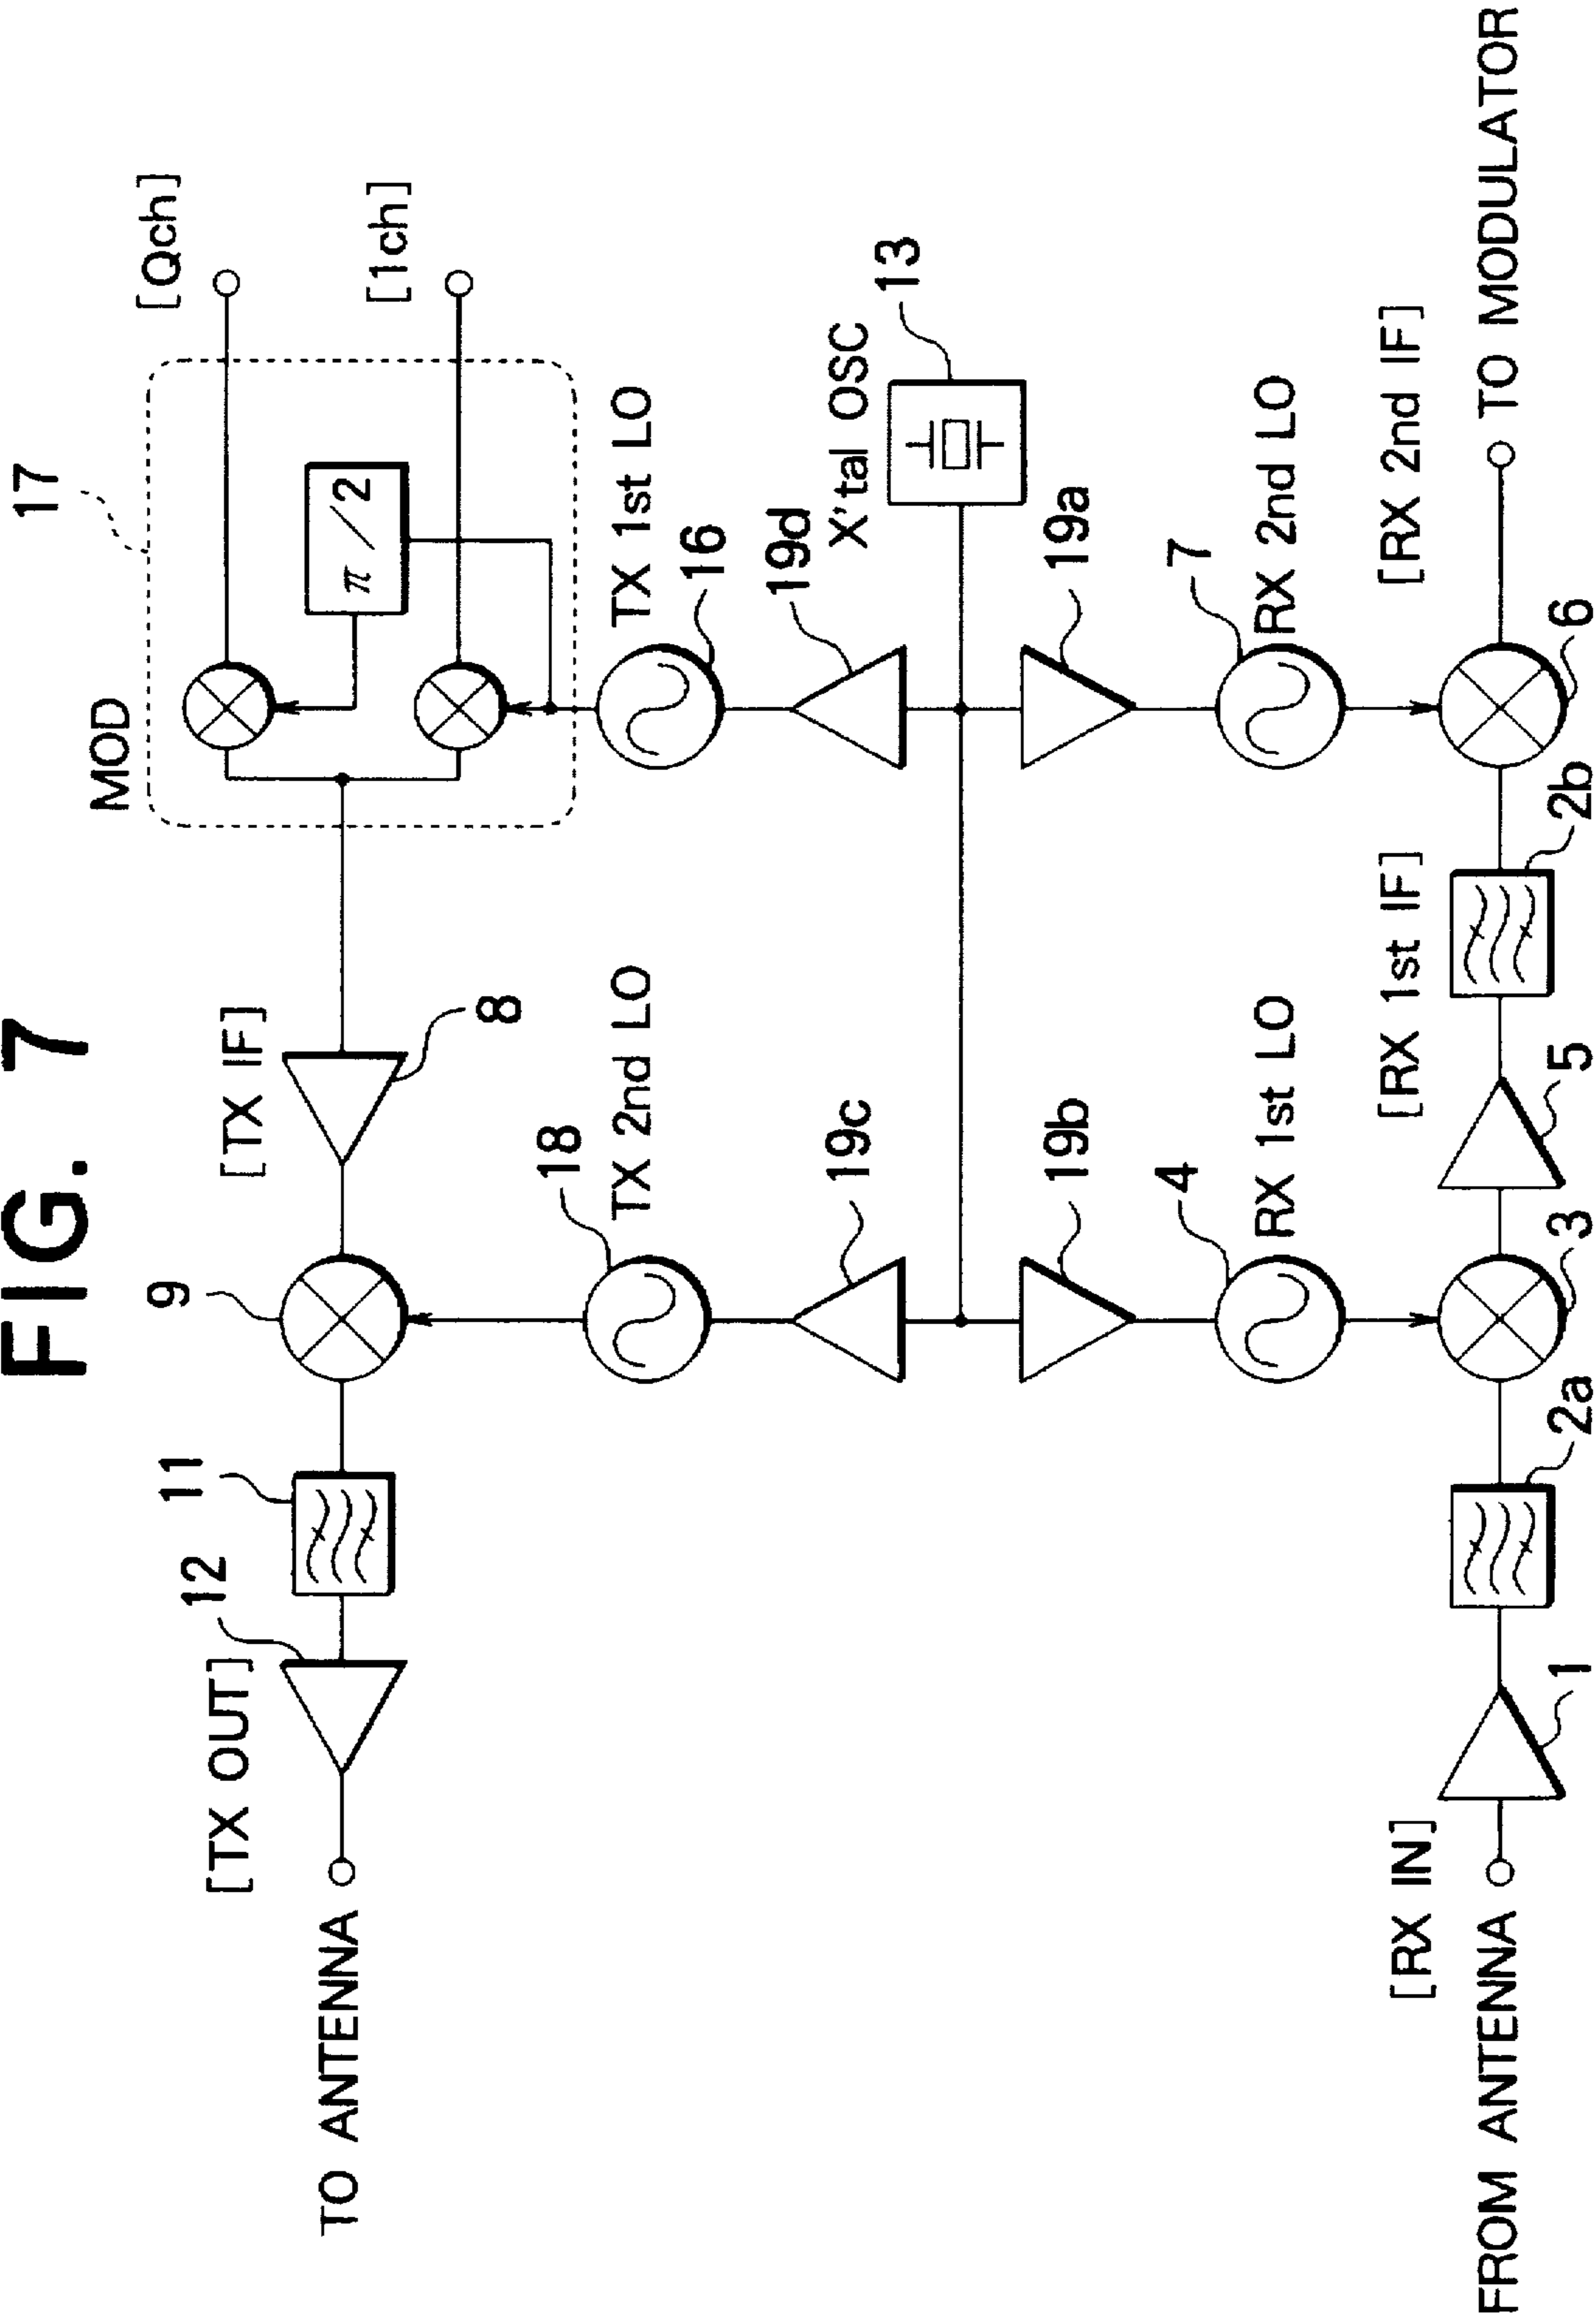 FIG. 7
17
MOD
[Qch]
[1ch]
π/2
[TX IF]
8
9
11
12
[TX OUT]
TO ANTENNA
TX 1st LO
16
18
TX 2nd LO
19d
X'tal OSC
13
19c
19b
19a
7
RX 2nd LO
4
RX 1st LO
[RX IN]
FROM ANTENNA
1
2a
3
5
[RX 1st IF]
2b
6
[RX 2nd IF]
TO MODULATOR